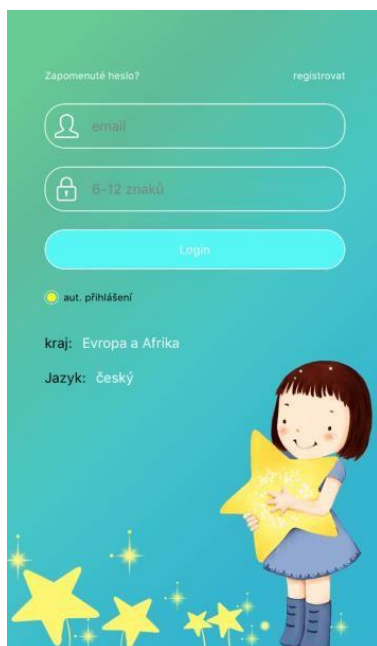 Zapomenuté heslo? registrovat
email
6-12 znaků
Login
aut. přihlášení
kraj: Evropa a Afrika
Jazyk: český